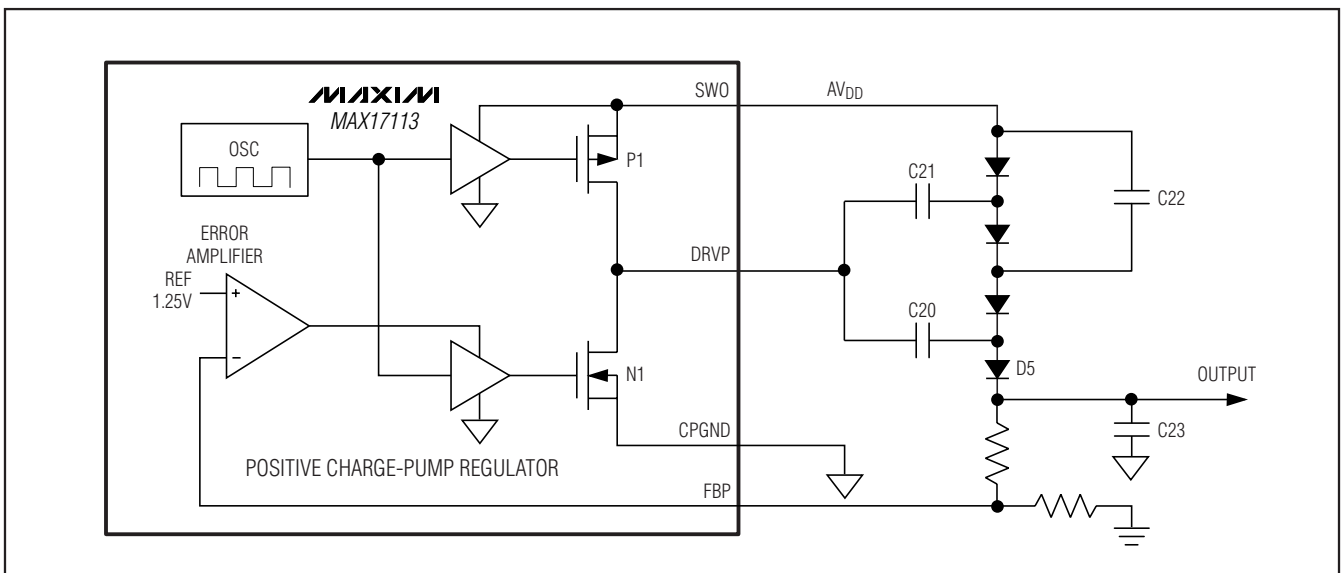 SWO
AVDD
MAXIM
MAX17113
OSC
P1
C21
C22
ERROR
AMPLIFIER
REF
1.25V
+
−
DRVP
C20
N1
D5
OUTPUT
CPGND
C23
POSITIVE CHARGE-PUMP REGULATOR
FBP